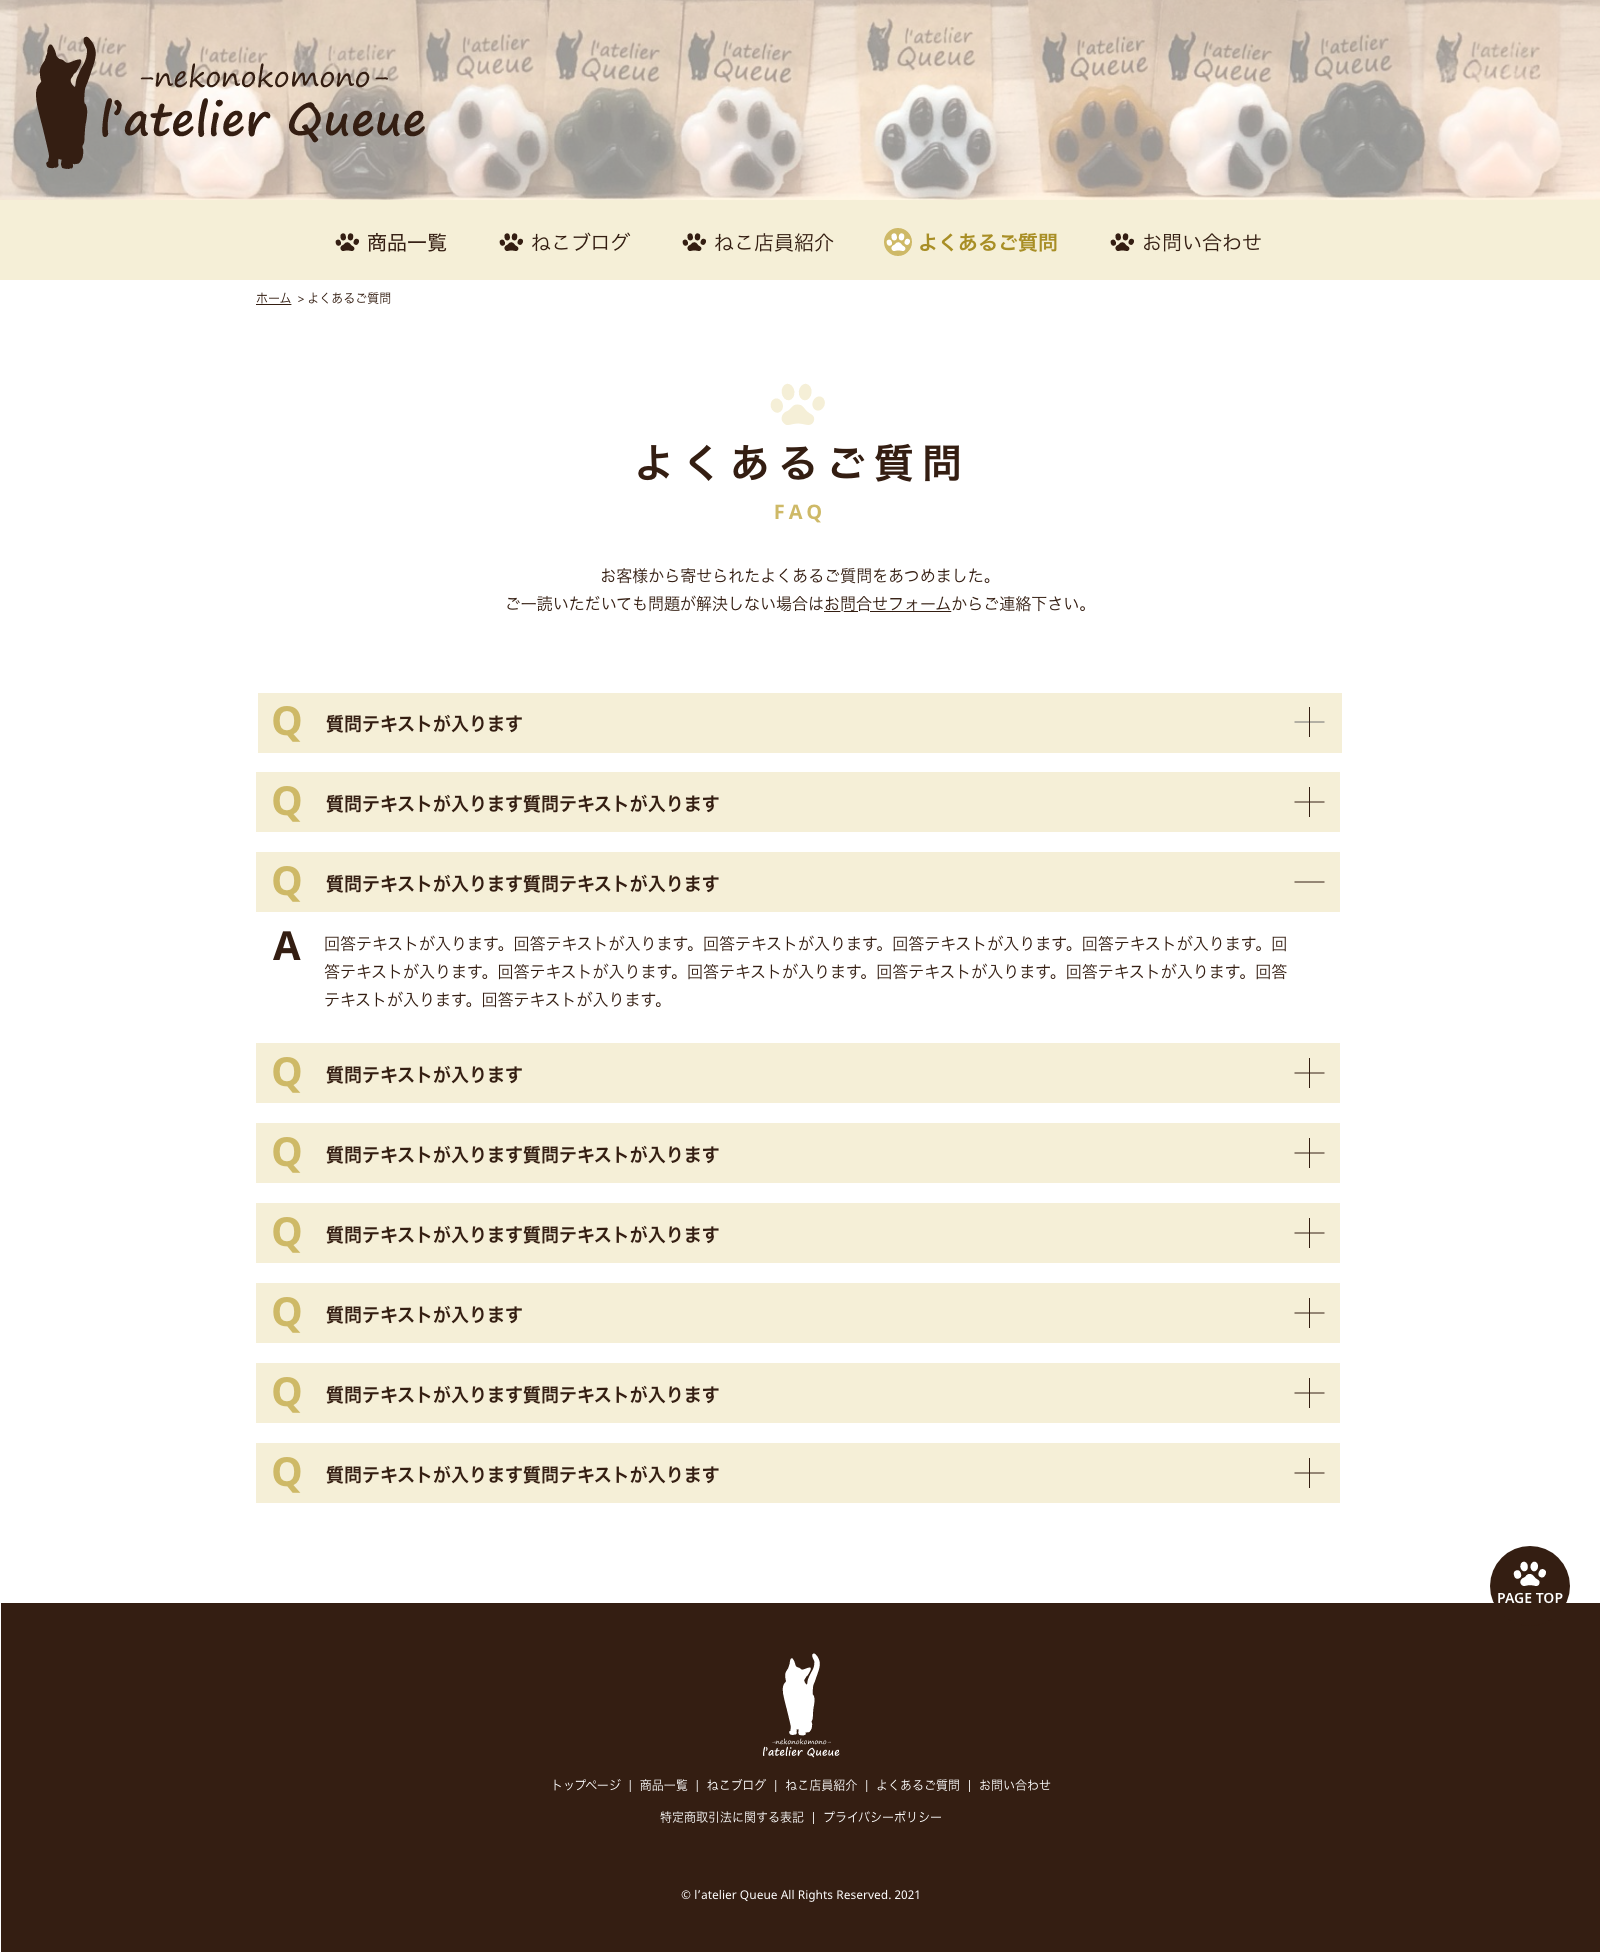 l'atelier
Queue
l'atelier
l'atelier
l'atelier
Queue
l'atelier
Queue
l'atelier
Queue
l'atelier
Queue
l'atelier
Queue
l'atelier
Queue
l'atelier
Queue
l'atelier
Queue
-nekonokomono-
l'atelier Queue
商品一覧
ねこブログ
ねこ店員紹介
よくあるご質問
お問い合わせ
ホーム > よくあるご質問
よくあるご質問
FAQ
お客様から寄せられたよくあるご質問をあつめました。
ご一読いただいても問題が解決しない場合はお問合せフォームからご連絡下さい。
Q 質問テキストが入ります
Q 質問テキストが入ります質問テキストが入ります
Q 質問テキストが入ります質問テキストが入ります
A 回答テキストが入ります。回答テキストが入ります。回答テキストが入ります。回答テキストが入ります。回答テキストが入ります。回
答テキストが入ります。回答テキストが入ります。回答テキストが入ります。回答テキストが入ります。回答テキストが入ります。回答
テキストが入ります。回答テキストが入ります。
Q 質問テキストが入ります
Q 質問テキストが入ります質問テキストが入ります
Q 質問テキストが入ります質問テキストが入ります
Q 質問テキストが入ります
Q 質問テキストが入ります質問テキストが入ります
Q 質問テキストが入ります質問テキストが入ります
PAGE TOP
-nekonokomono-
l'atelier Queue
トップページ | 商品一覧 | ねこブログ | ねこ店員紹介 | よくあるご質問 | お問い合わせ
特定商取引法に関する表記 | プライバシーポリシー
© l'atelier Queue All Rights Reserved. 2021